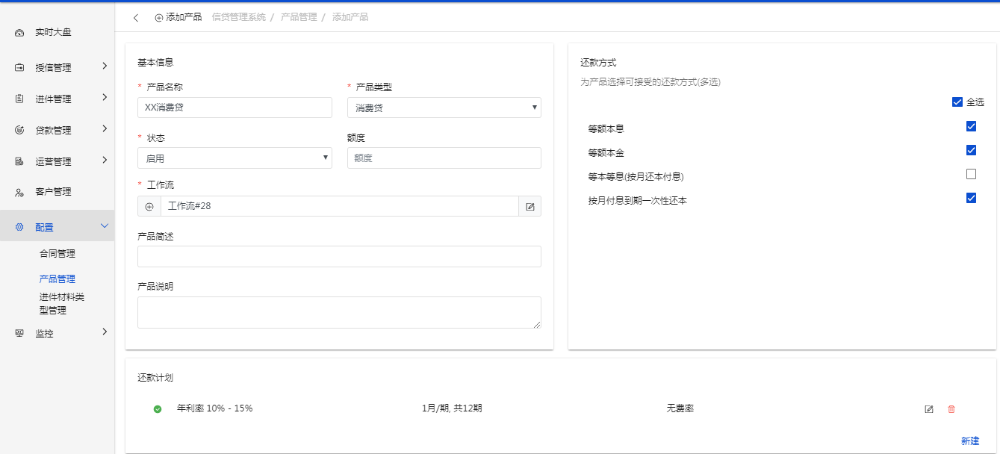 实时大盘
授信管理
进件管理
贷款管理
运营管理
客户管理
配置
合同管理
产品管理
进件材料类
型管理
监控
添加产品 信贷管理系统 / 产品管理 / 添加产品
基本信息
* 产品名称
XX消费贷
* 产品类型
消费贷
* 状态
启用
额度
额度
* 工作流
工作流#28
产品简述
产品说明
还款方式
为产品选择可接受的还款方式(多选)
全选
等额本息
等额本金
等本等息(按月还本付息)
按月付息到期一次性还本
还款计划
年利率 10% - 15% 1月/期, 共12期 无费率
新建